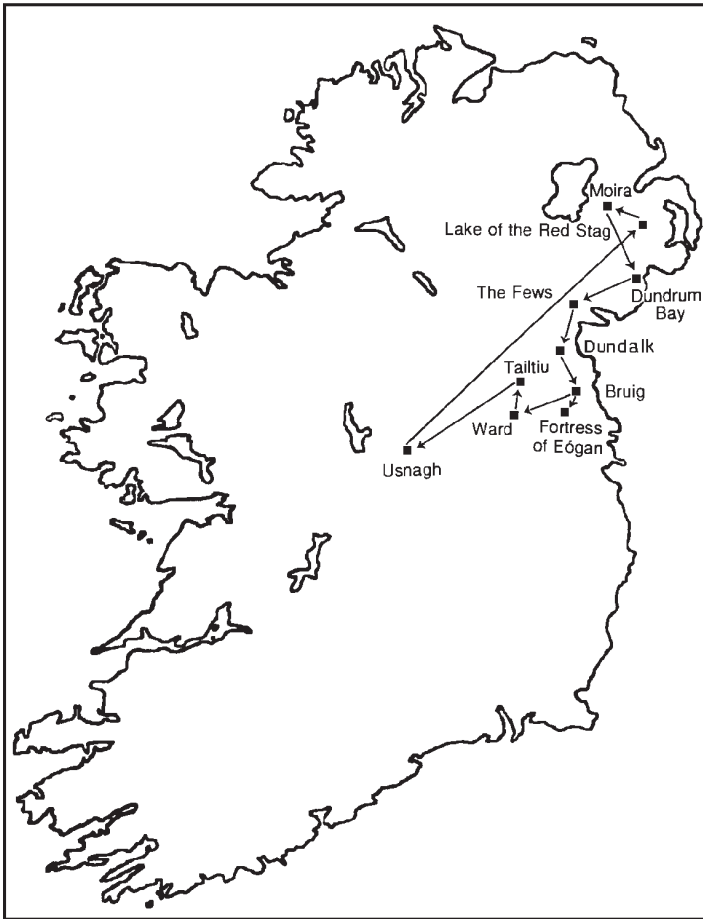 Moira
Lake of the Red Stag
The Fews
Dundrum
Bay
Dundalk
Tailtiu
Bruig
Ward
Fortress
of Eógan
Usnagh